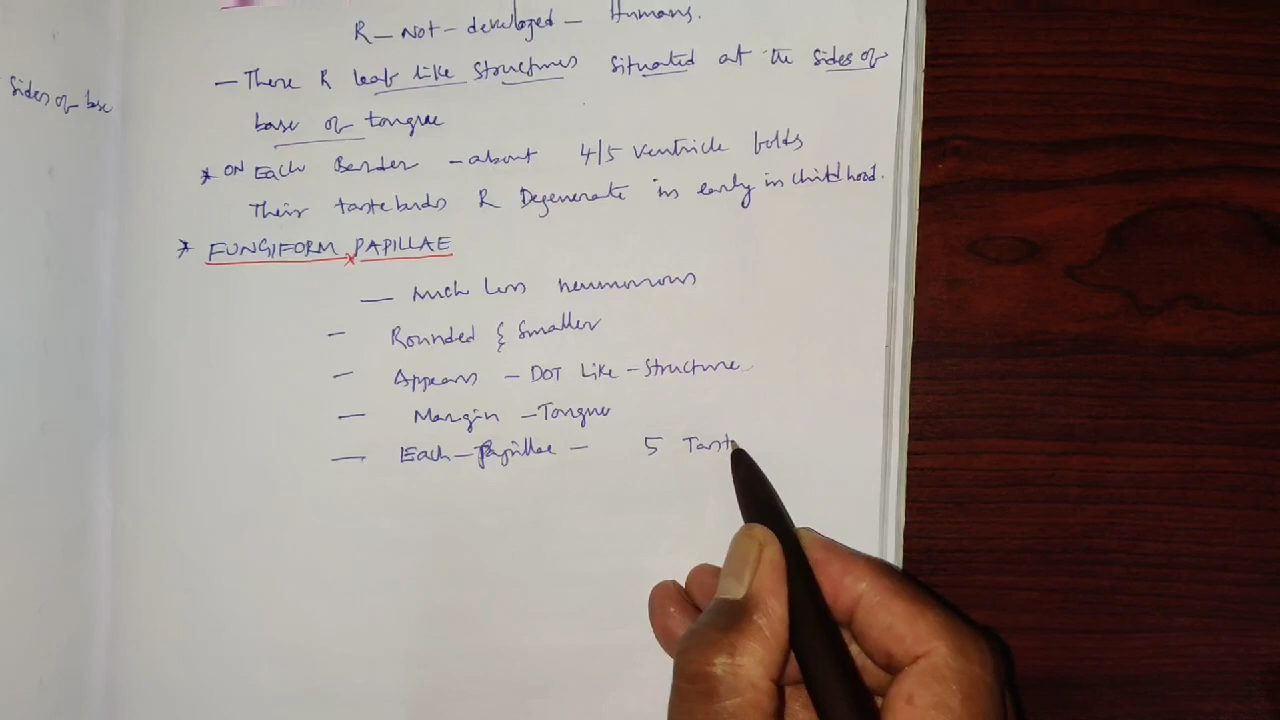 Sides of base
R - Not - developed - Humans.
- There R leaf like structures situated at the sides of
base of tongue
* ON Each Border - about 4/5 ventricle folds
Their tastebuds R Degenerate in early in childhood.
* FUNGIFORM PAPILLAE
- Much Less
- Rounded & Smaller
- Appears - DOT Like - Structure
- Margin - Tongue
- Each - Papillae - 5 Tast